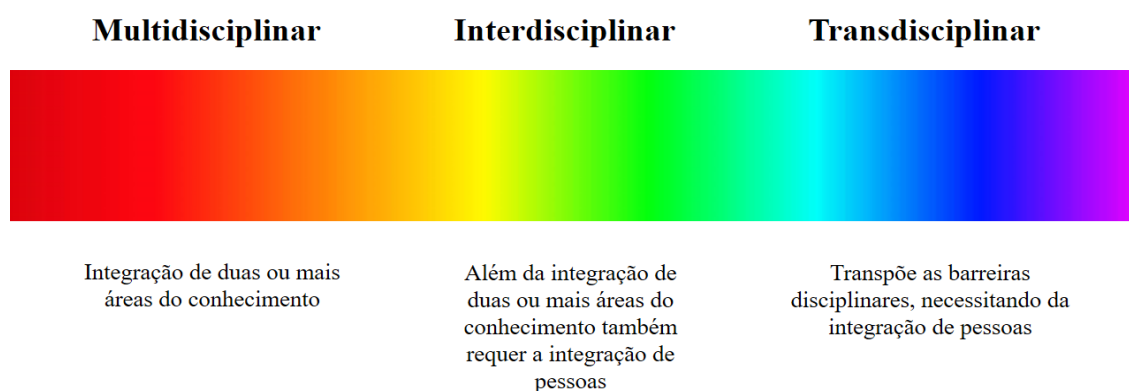 Multidisciplinar
Interdisciplinar
Transdisciplinar
Integração de duas ou mais
áreas do conhecimento
Além da integração de
duas ou mais áreas do
conhecimento também
requer a integração de
pessoas
Transpõe as barreiras
disciplinares, necessitando da
integração de pessoas